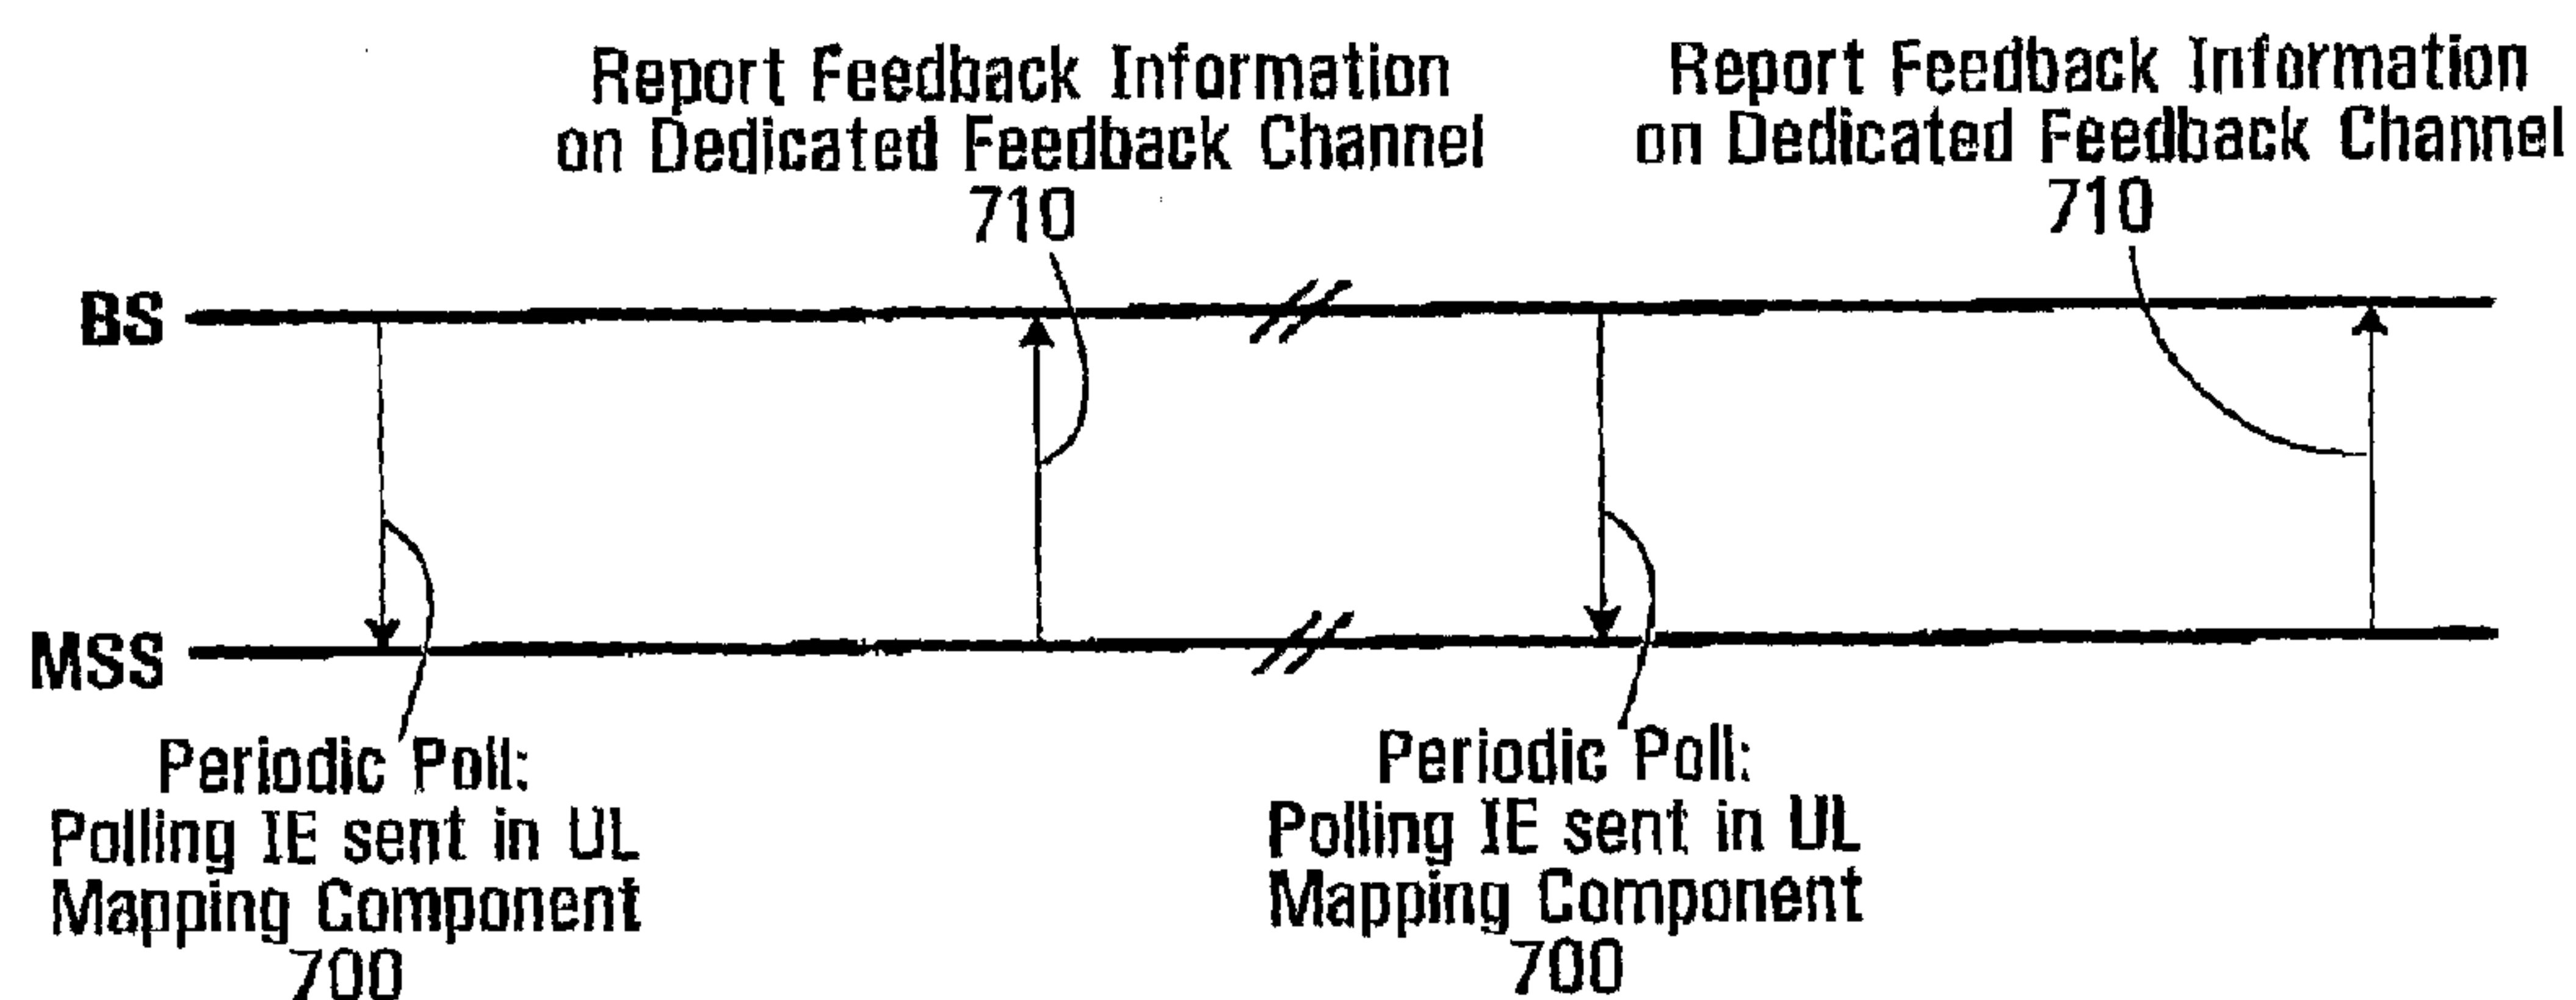 Report Feedback Information
on Dedicated Feedback Channel
710
Report Feedback Information
on Dedicated Feedback Channel
710
BS
MSS
Periodic Poll:
Polling IE sent in UL
Mapping Component
700
Periodic Poll:
Polling IE sent in UL
Mapping Component
700